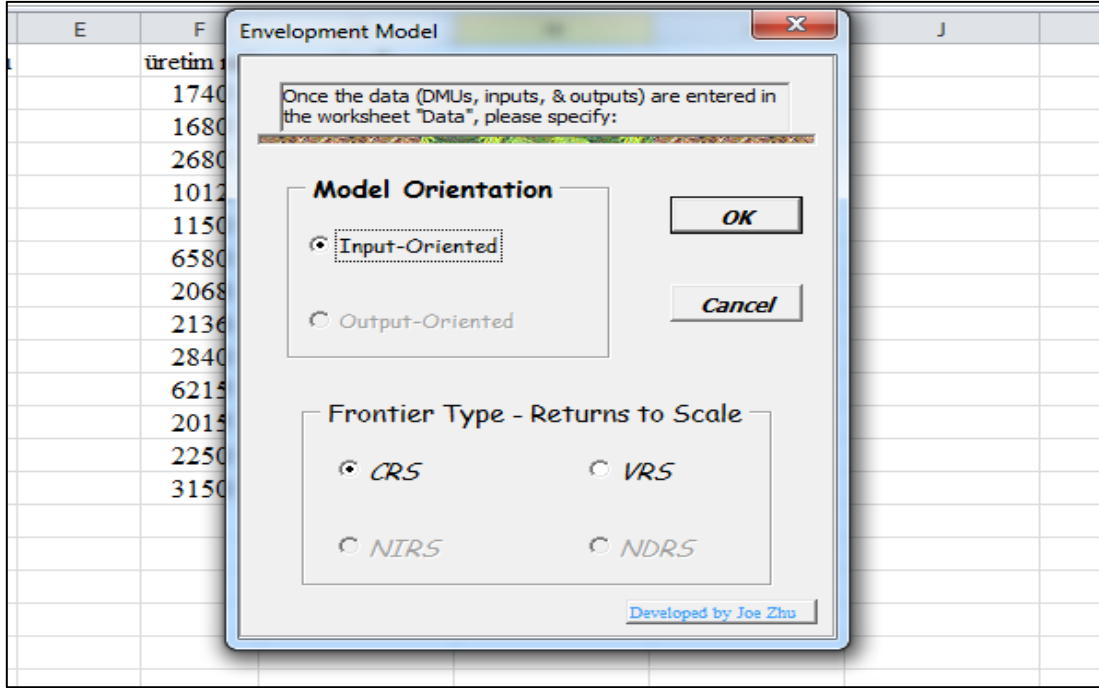 E F J
Envelopment Model
üretim
1740
1680
2680
1012
1150
6580
2068
2136
2840
6215
2015
2250
3150
Once the data (DMUs, inputs, & outputs) are entered in
the worksheet "Data", please specify:
Model Orientation
Input-Oriented
Output-Oriented
OK
Cancel
Frontier Type - Returns to Scale
CRS VRS
NIRS NDRS
Developed by Joe Zhu